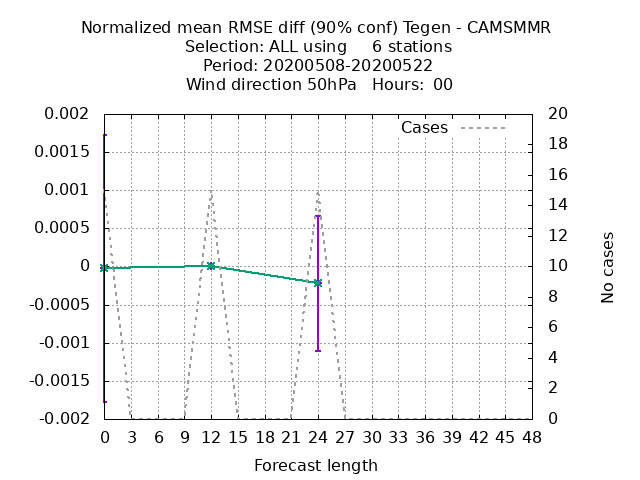 Normalized mean RMSE diff (90% conf) Tegen - CAMSMMR
Selection: ALL using     6 stations
Period: 20200508-20200522
Wind direction 50hPa   Hours:  00
Cases
0.002
0.0015
0.001
0.0005
0
-0.0005
-0.001
-0.0015
-0.002
20
18
16
14
12
10
8
6
4
2
0
No cases
0 3 6 9 12 15 18 21 24 27 30 33 36 39 42 45 48
Forecast length